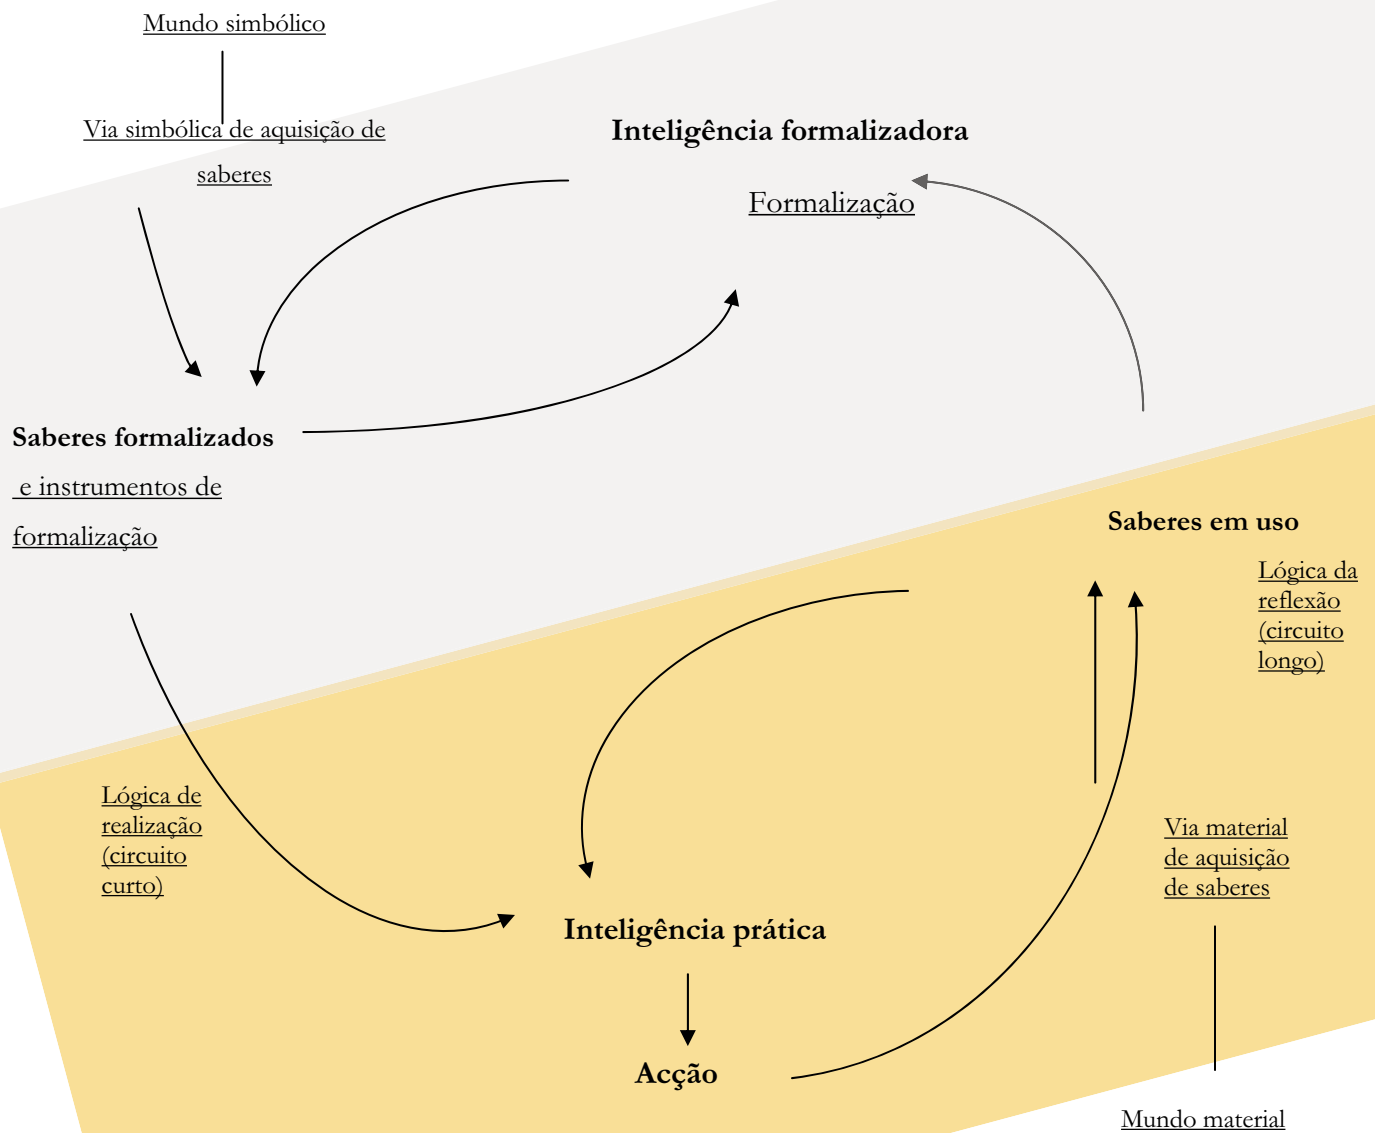 Mundo simbólico
Via simbólica de aquisição de
saberes
Inteligência formalizadora
Formalização
Saberes formalizados
e instrumentos de
formalização
Saberes em uso
Lógica da
reflexão
(circuito
longo)
Lógica de
realização
(circuito
curto)
Via material
de aquisição
de saberes
Inteligência prática
Acção
Mundo material